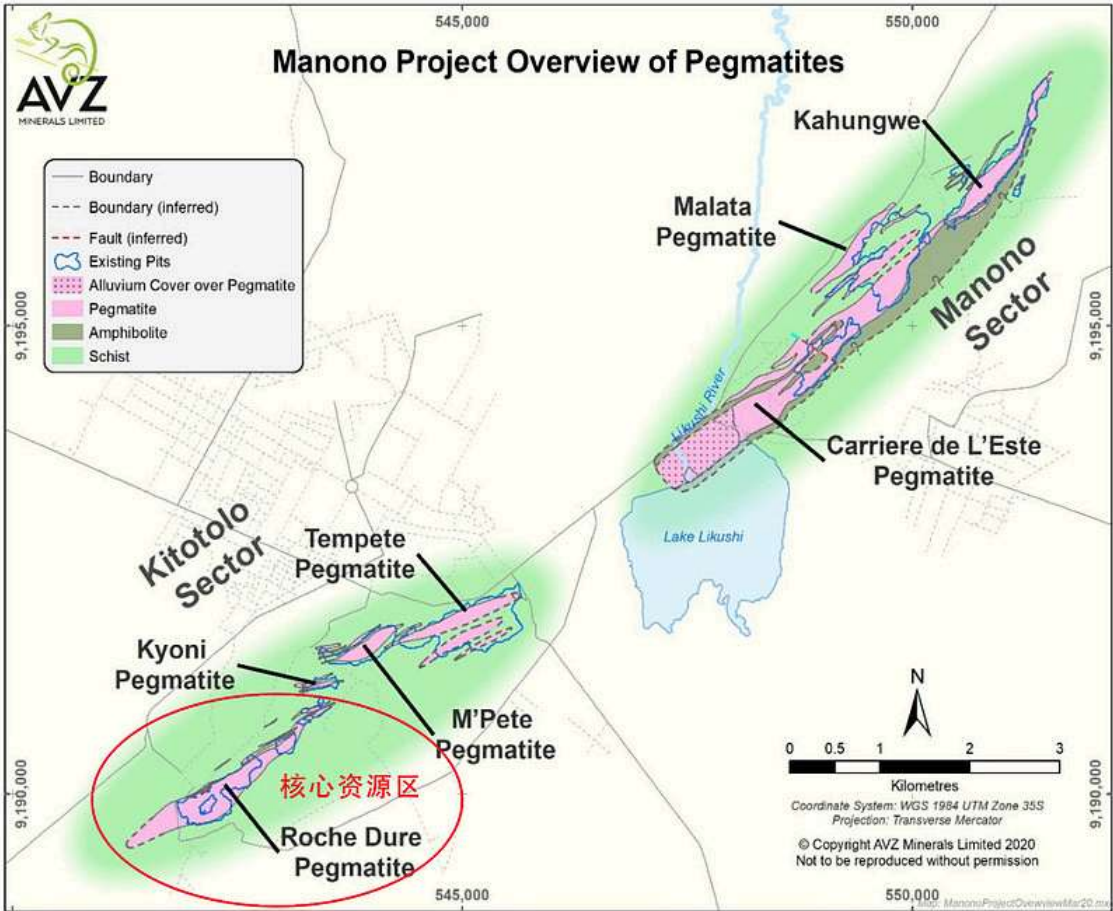 545,000
550,000
Manono Project Overview of Pegmatites
AVZ
MINERALS LIMITED
Kahungwe
Boundary
Boundary (inferred)
Fault (inferred)
Existing Pits
Alluvium Cover over Pegmatite
Pegmatite
Amphibolite
Schist
Malata
Pegmatite
Manono
Sector
9,195,000
9,195,000
Likushi River
Carriere de L'Este
Pegmatite
Lake Likushi
Kitotolo
Sector
Tempete
Pegmatite
Kyoni
Pegmatite
M'Pete
Pegmatite
核心资源区
Roche Dure
Pegmatite
9,190,000
9,190,000
N
0 0.5 1 2 3
Kilometres
Coordinate System: WGS 1984 UTM Zone 35S
Projection: Transverse Mercator
© Copyright AVZ Minerals Limited 2020
Not to be reproduced without permission
545,000
550,000